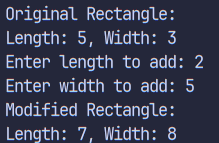 Original Rectangle:
Length: 5, Width: 3
Enter length to add: 2
Enter width to add: 5
Modified Rectangle:
Length: 7, Width: 8